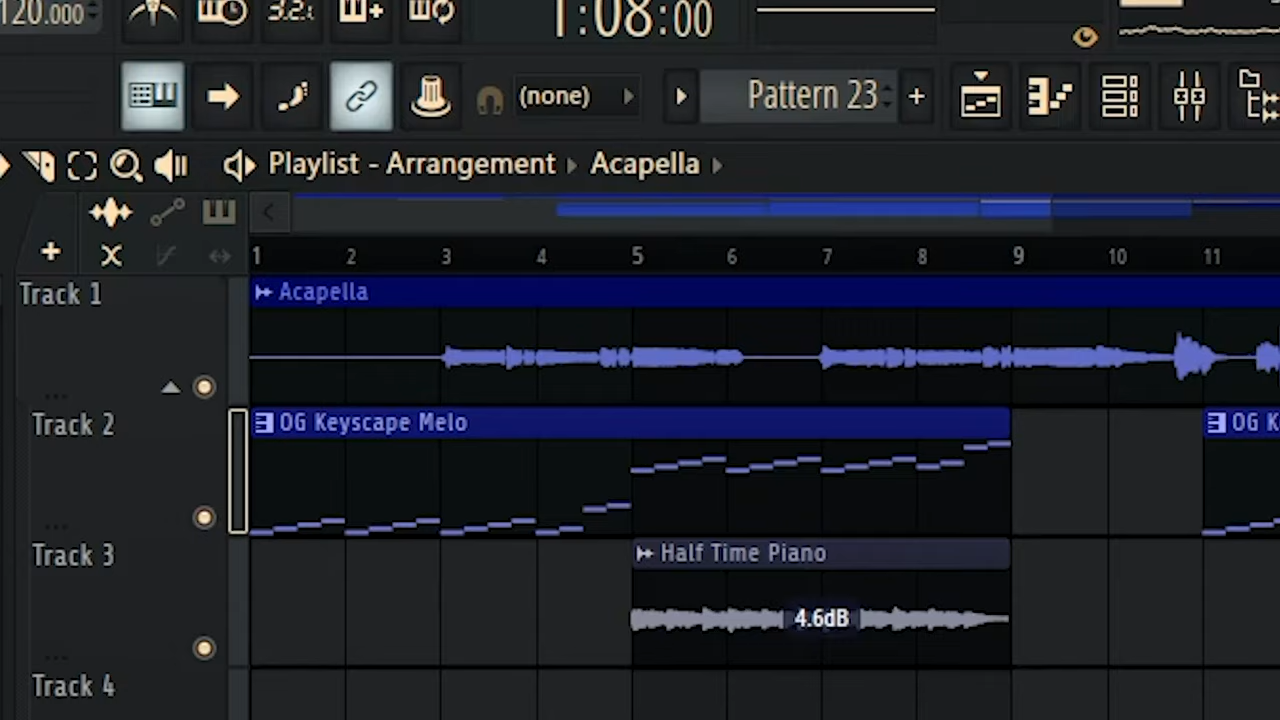 120.000
3.2.
1:08:00
(none)
Pattern 23
Playlist - Arrangement Acapella
1 2 3 4 5 6 7 8 9 10 11
Track 1
Acapella
Track 2
OG Keyscape Melo
OG K
Track 3
Half Time Piano
4.6dB
Track 4